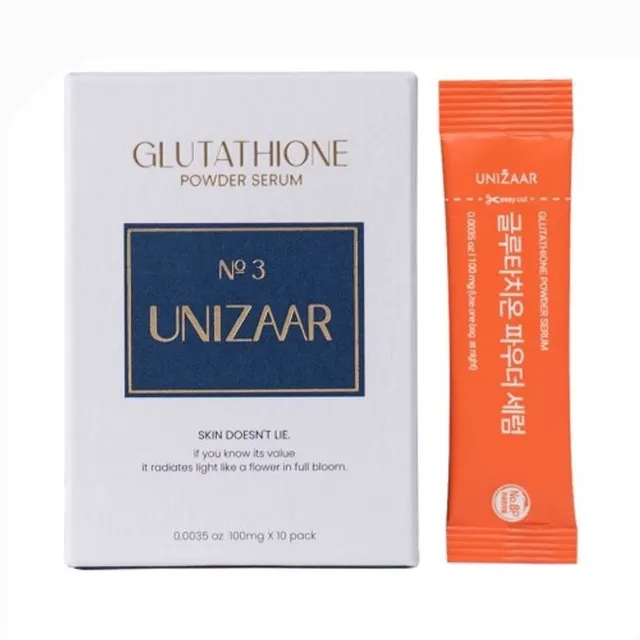 GLUTATHIONE
POWDER SERUM
Nº 3
UNIZAAR
SKIN DOESN'T LIE.
if you know its value
it radiates light like a flower in full bloom.
0.0035 oz 100mg X 10 pack
UNIZAAR
easy cut
GLUTATHIONE POWDER SERUM
글루타치온 파우더 세럼
0.0035 oz / 100 mg (Use one bag at night)